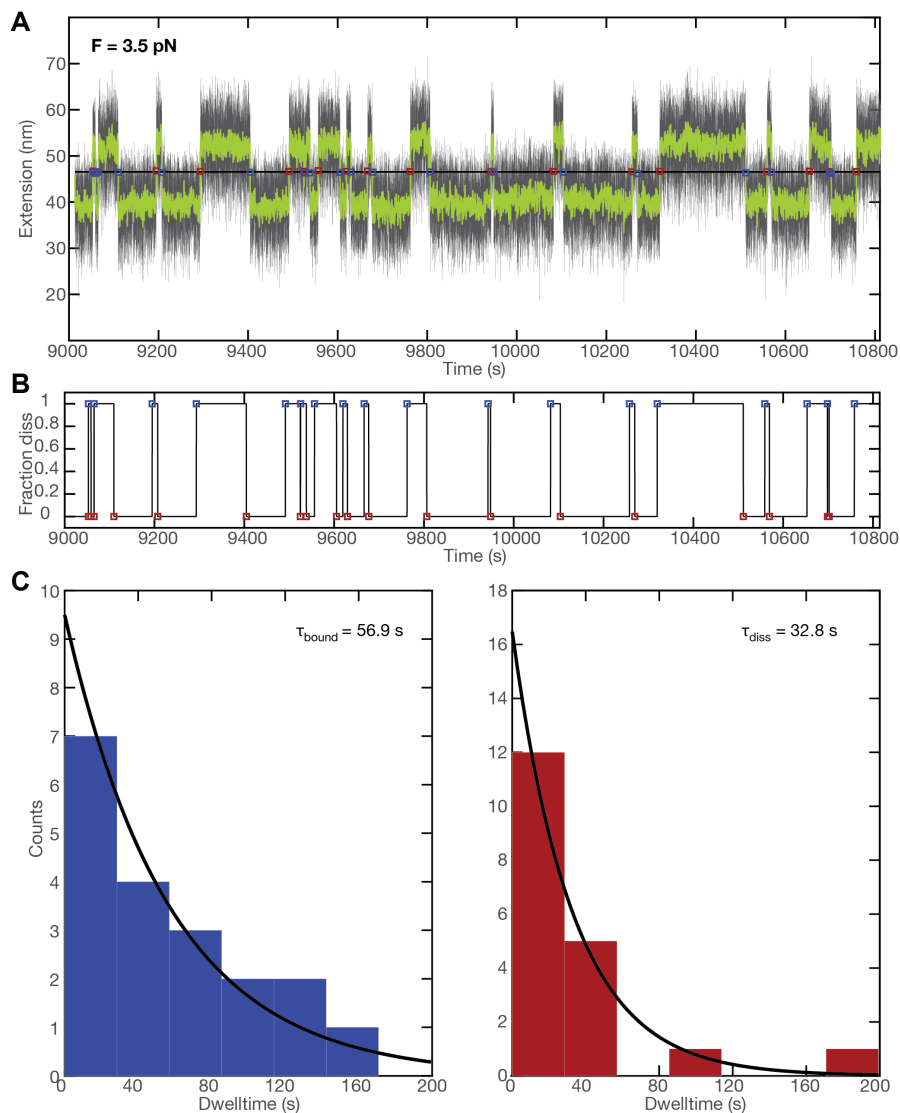 A
F = 3.5 pN
70
60
50
40
30
20
Extension (nm)
9000 9200 9400 9600 9800 10000 10200 10400 10600 10800
Time (s)
B
1
0.8
0.6
0.4
0.2
0
Fraction diss
9000 9200 9400 9600 9800 10000 10200 10400 10600 10800
Time (s)
C
10
9
8
7
6
5
4
3
2
1
0
Counts
τbound = 56.9 s
0 40 80 120 160 200
Dwelltime (s)
18
16
14
12
10
8
6
4
2
0
τdiss = 32.8 s
0 40 80 120 160 200
Dwelltime (s)